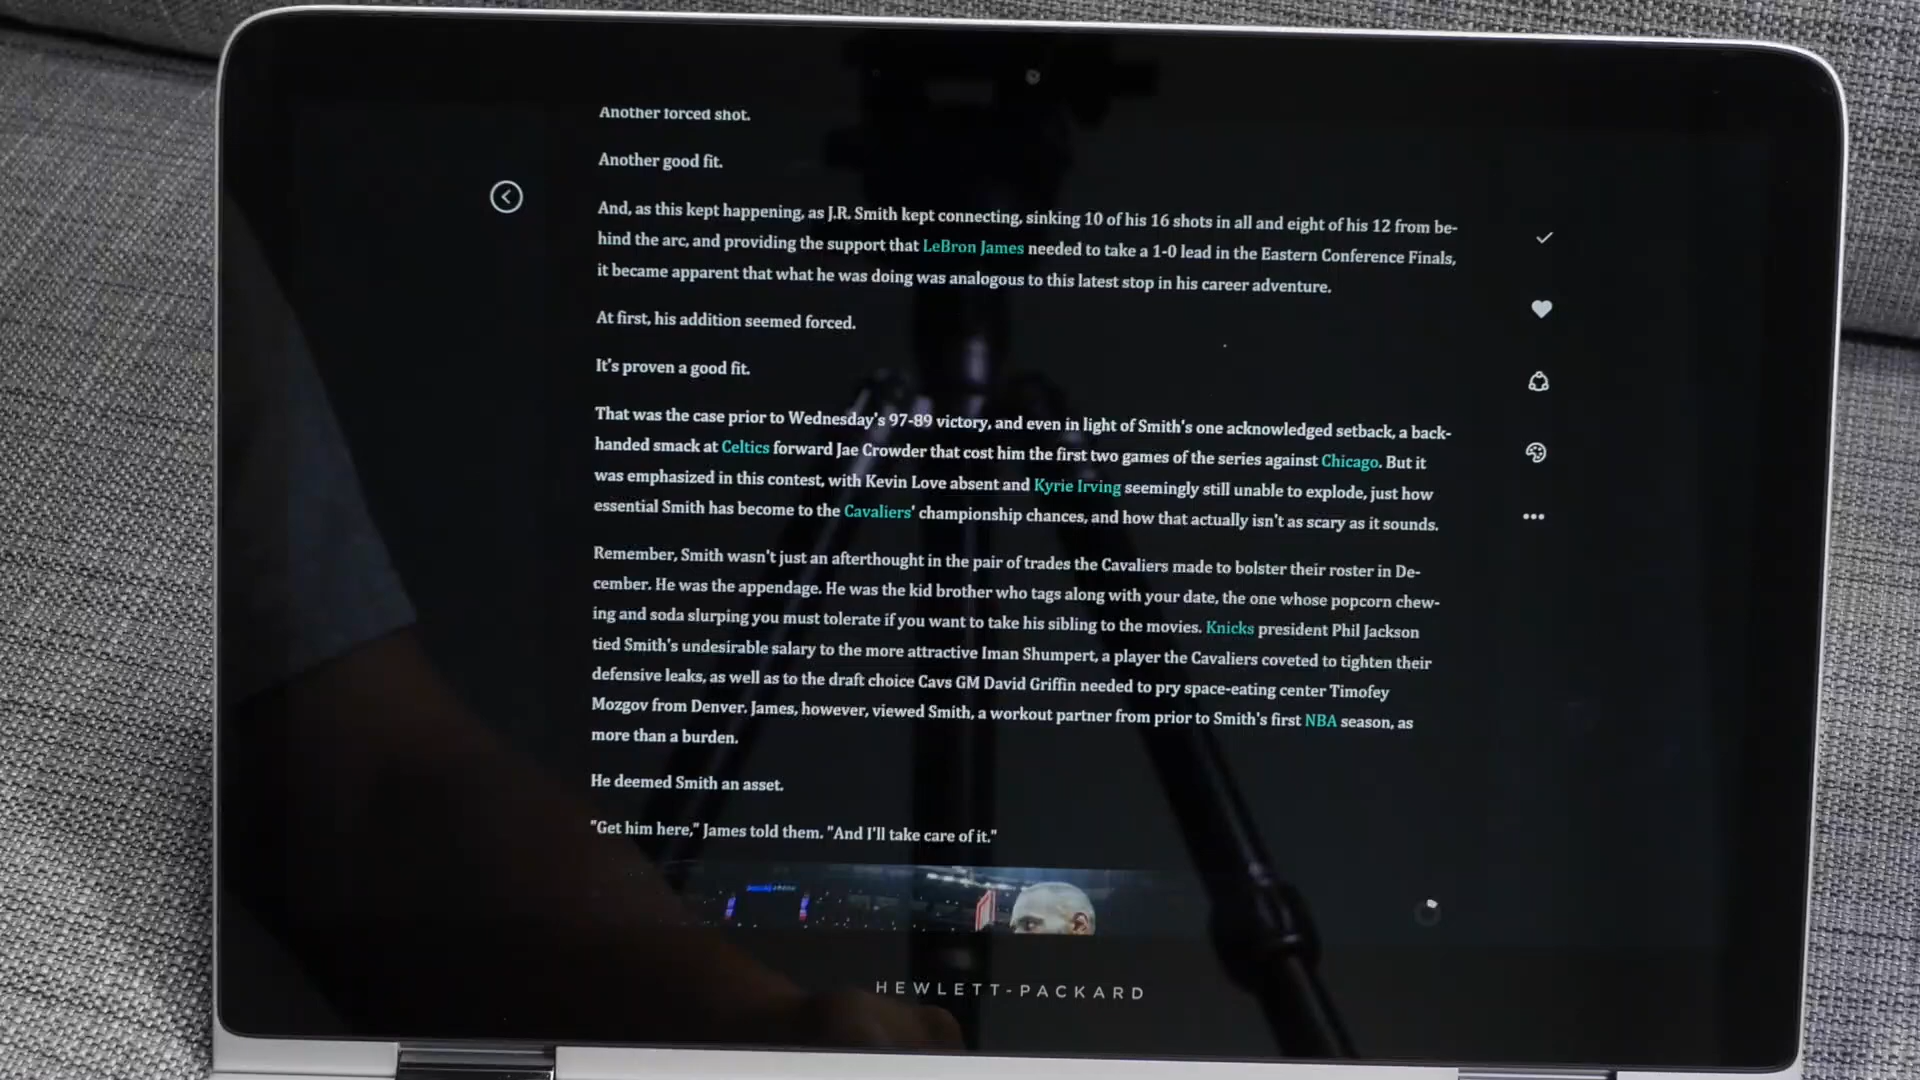 Another forced shot.
Another good fit.
And, as this kept happening, as J.R. Smith kept connecting, sinking 10 of his 16 shots in all and eight of his 12 from be-
hind the arc, and providing the support that LeBron James needed to take a 1-0 lead in the Eastern Conference Finals,
it became apparent that what he was doing was analogous to this latest stop in his career adventure.
At first, his addition seemed forced.
It's proven a good fit.
That was the case prior to Wednesday's 97-89 victory, and even in light of Smith's one acknowledged setback, a back-
handed smack at Celtics forward Jae Crowder that cost him the first two games of the series against Chicago. But it
was emphasized in this contest, with Kevin Love absent and Kyrie Irving seemingly still unable to explode, just how
essential Smith has become to the Cavaliers' championship chances, and how that actually isn't as scary as it sounds.
Remember, Smith wasn't just an afterthought in the pair of trades the Cavaliers made to bolster their roster in De-
cember. He was the appendage. He was the kid brother who tags along with your date, the one whose popcorn chew-
ing and soda slurping you must tolerate if you want to take his sibling to the movies. Knicks president Phil Jackson
tied Smith's undesirable salary to the more attractive Iman Shumpert, a player the Cavaliers coveted to tighten their
defensive leaks, as well as to the draft choice Cavs GM David Griffin needed to pry space-eating center Timofey
Mozgov from Denver. James, however, viewed Smith, a workout partner from prior to Smith's first NBA season, as
more than a burden.
He deemed Smith an asset.
"Get him here," James told them. "And I'll take care of it."
HEWLETT-PACKARD